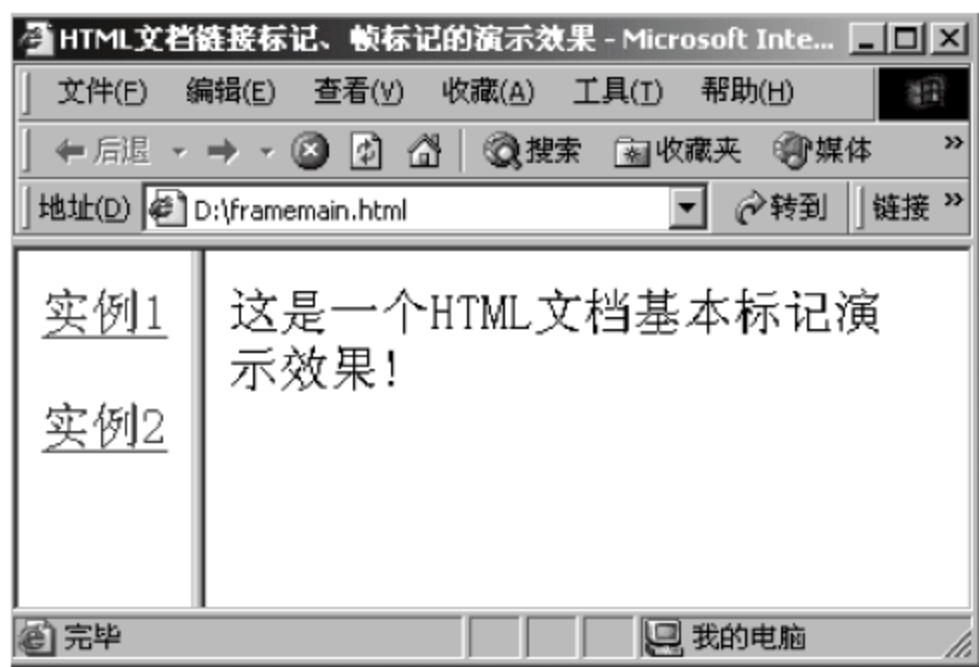 HTML文档链接标记、帧标记的演示效果 - Microsoft Inte...
文件(F) 编辑(E) 查看(V) 收藏(A) 工具(T) 帮助(H)
后退 搜索 收藏夹 媒体 »
地址(D) D:\framemain.html 转到 链接 »
实例1
实例2
这是一个HTML文档基本标记演
示效果!
完毕 我的电脑